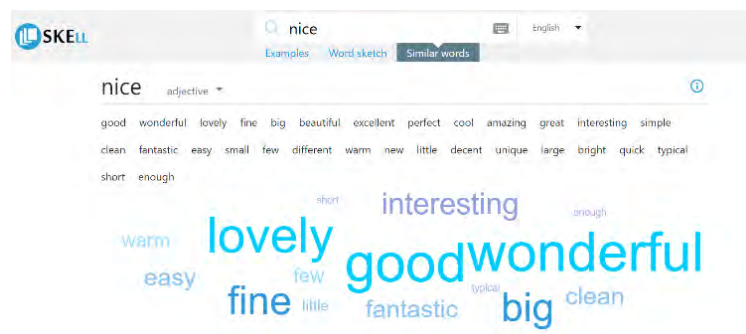 SKELL
nice
English
Examples Word sketch Similar words
nice adjective
good wonderful lovely fine big beautiful excellent perfect cool amazing great interesting simple
clean fantastic easy small few different warm new little decent unique large bright quick typical
short enough
short
interesting
enough
warm
lovely
good
wonderful
easy
few
fine
little
fantastic
typical
big
clean